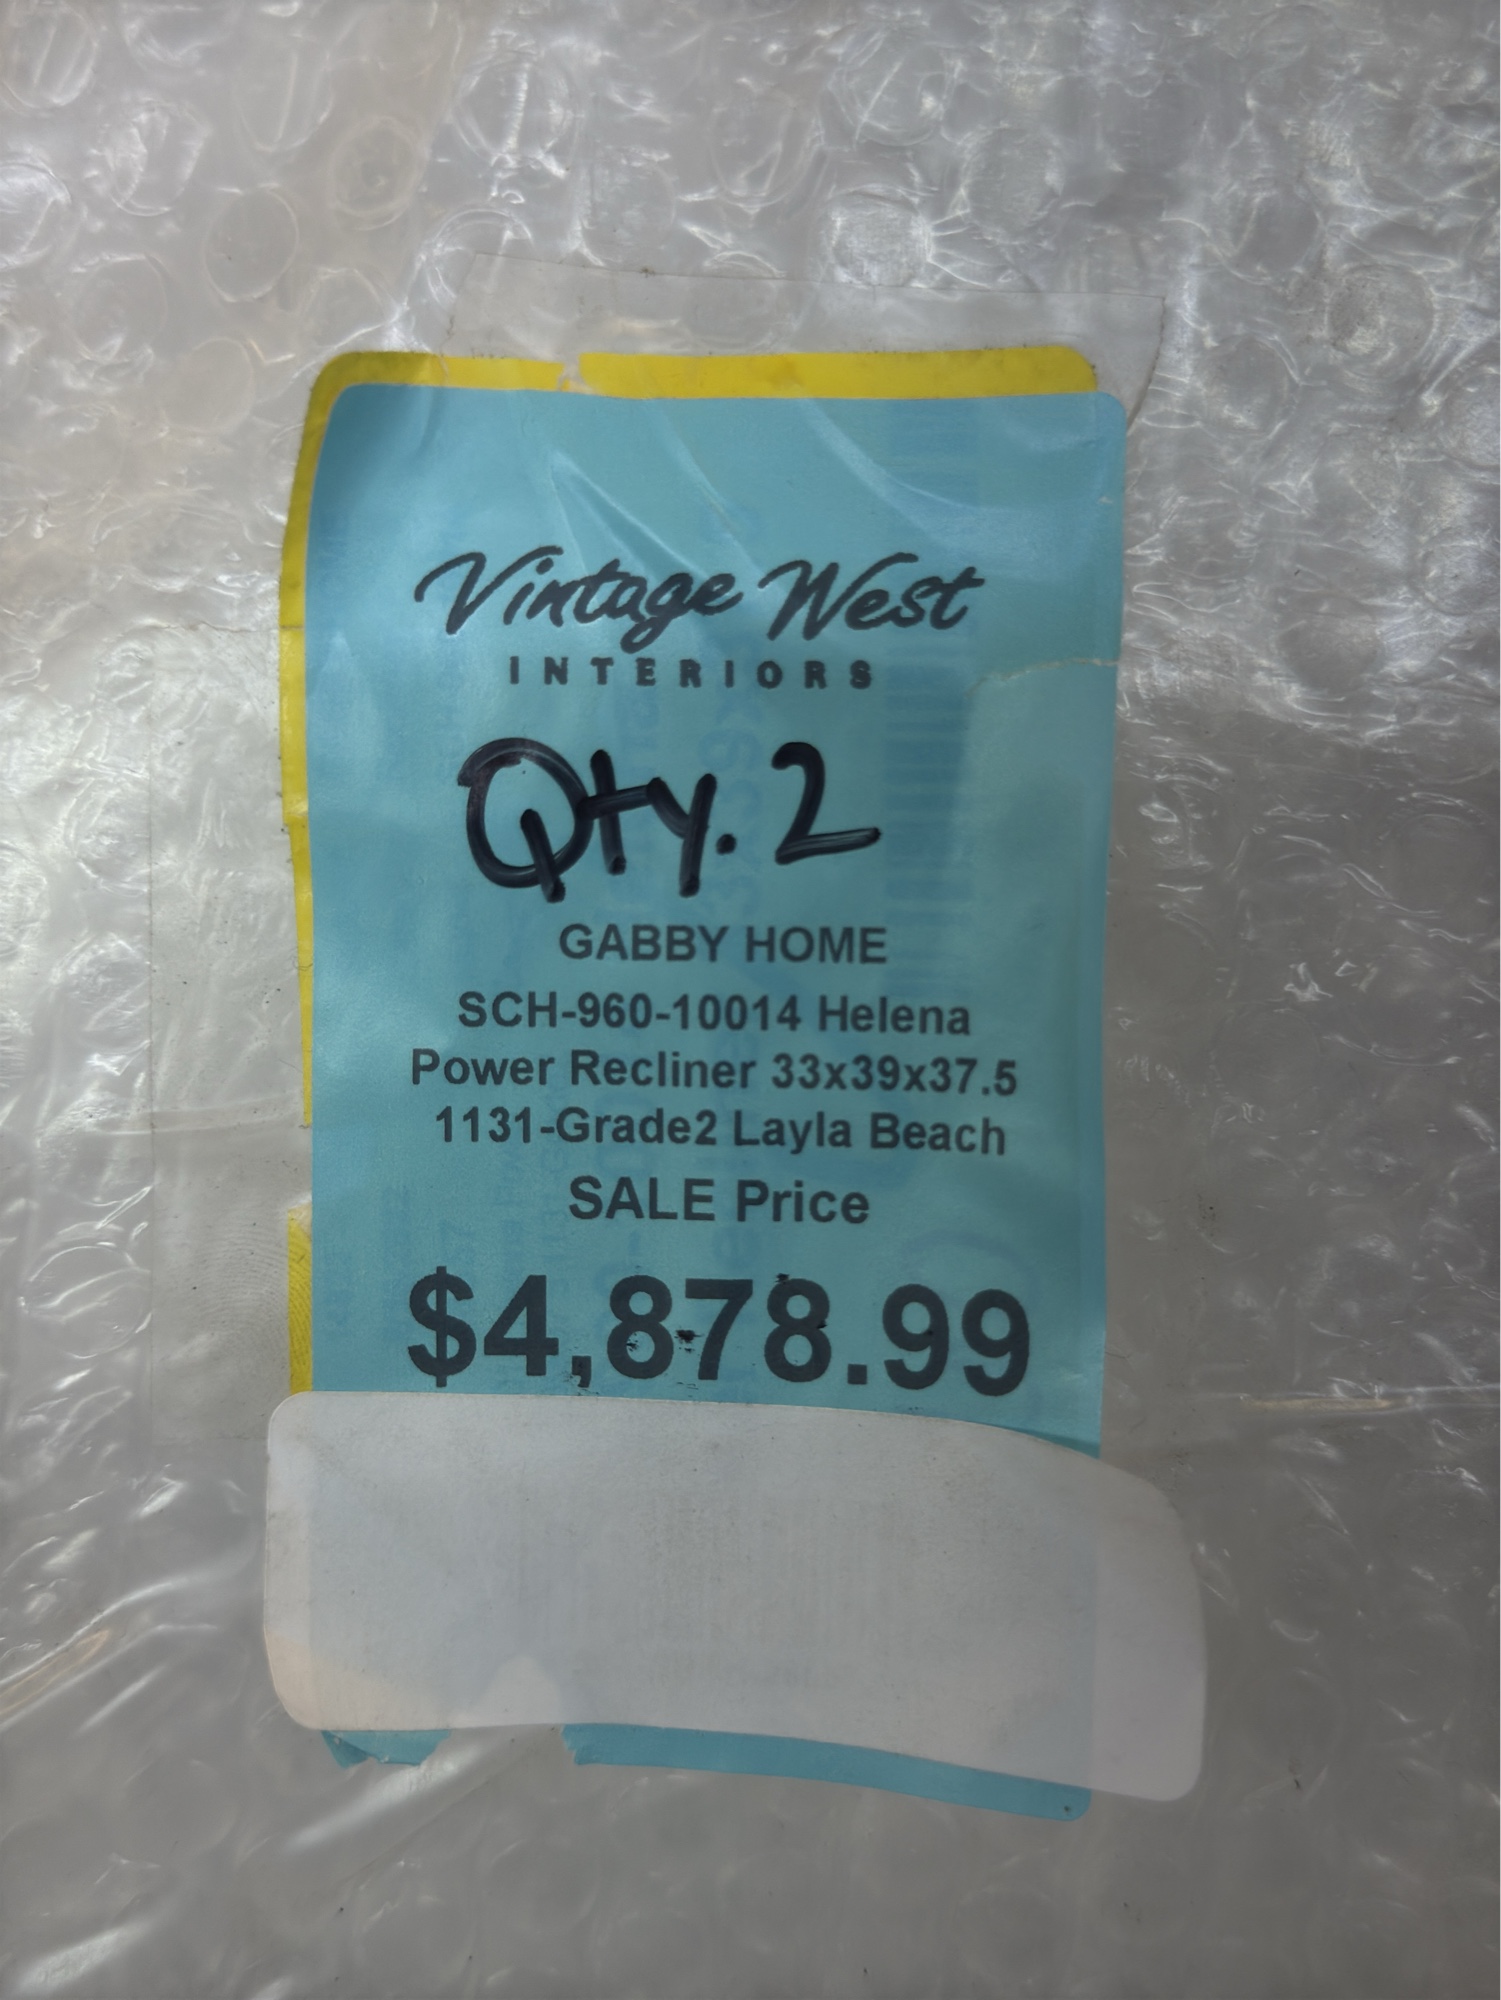 Vintage West
INTERIORS
Qty. 2
GABBY HOME
SCH-960-10014 Helena
Power Recliner 33x39x37.5
1131-Grade2 Layla Beach
SALE Price
$4,878.99